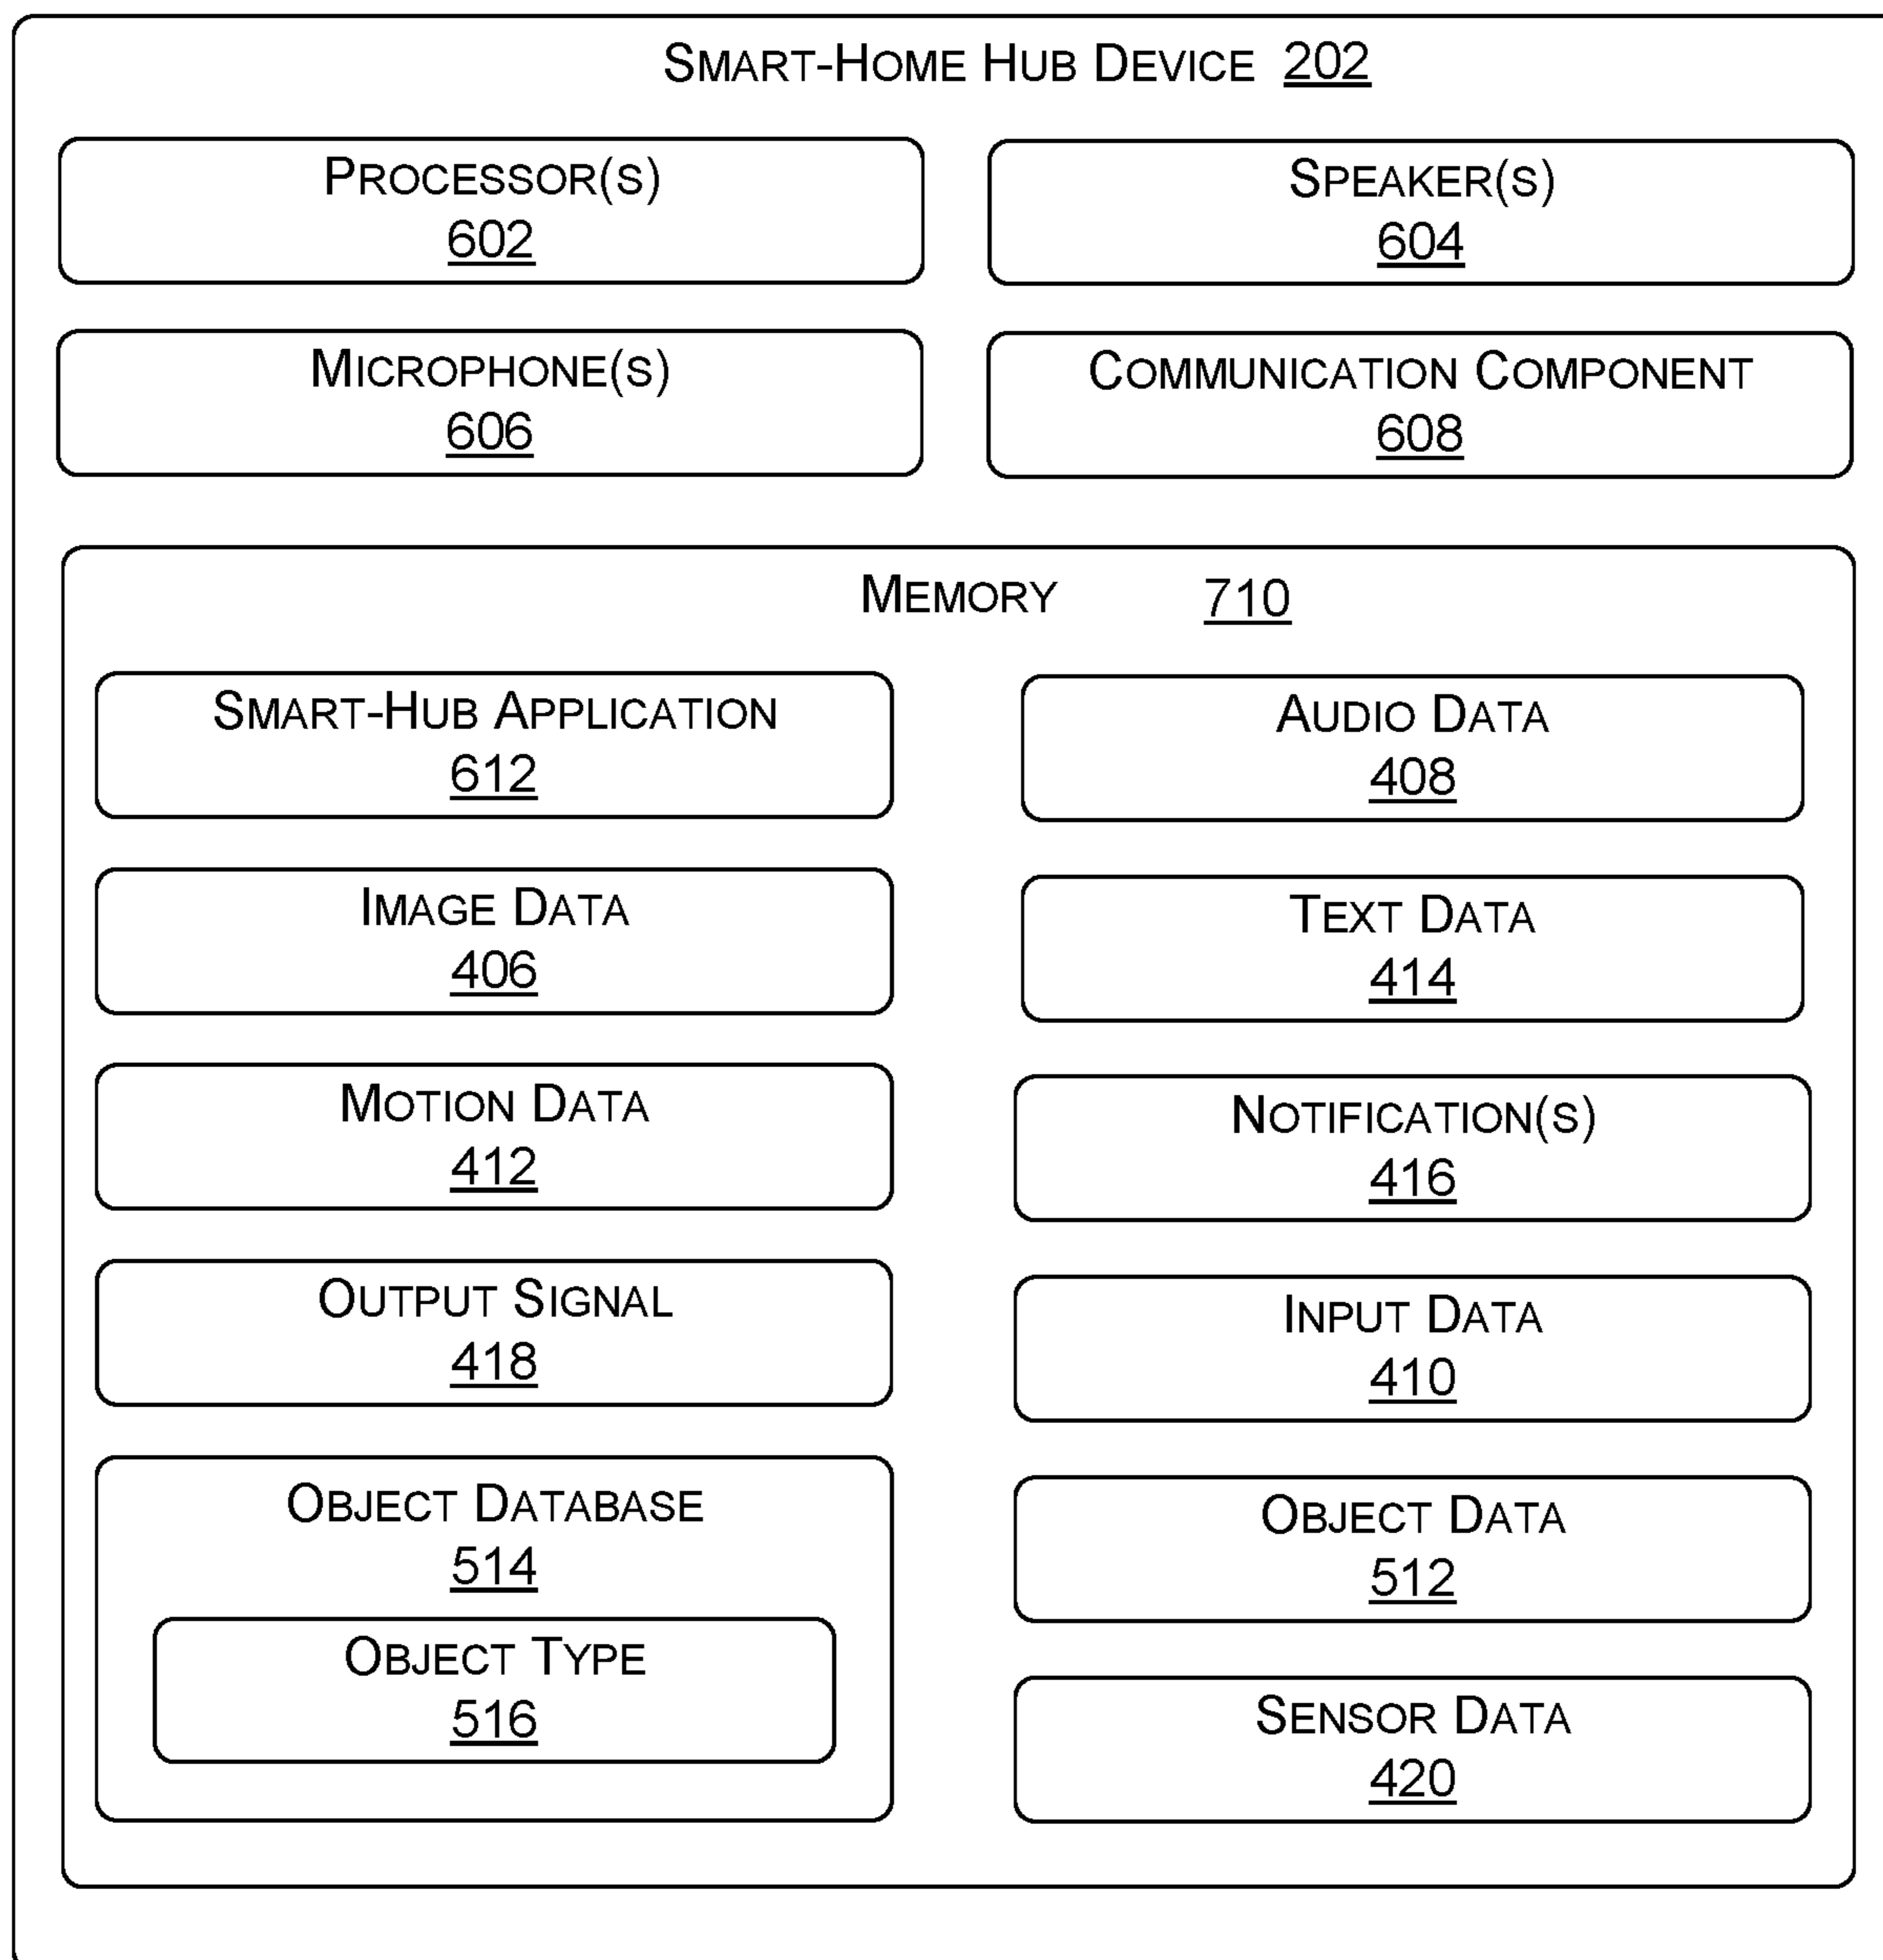 SMART-HOME HUB DEVICE 202
PROCESSOR(S)
602
SPEAKER(S)
604
MICROPHONE(S)
606
COMMUNICATION COMPONENT
608
MEMORY 710
SMART-HUB APPLICATION
612
AUDIO DATA
408
IMAGE DATA
406
TEXT DATA
414
MOTION DATA
412
NOTIFICATION(S)
416
OUTPUT SIGNAL
418
INPUT DATA
410
OBJECT DATABASE
514
OBJECT TYPE
516
OBJECT DATA
512
SENSOR DATA
420